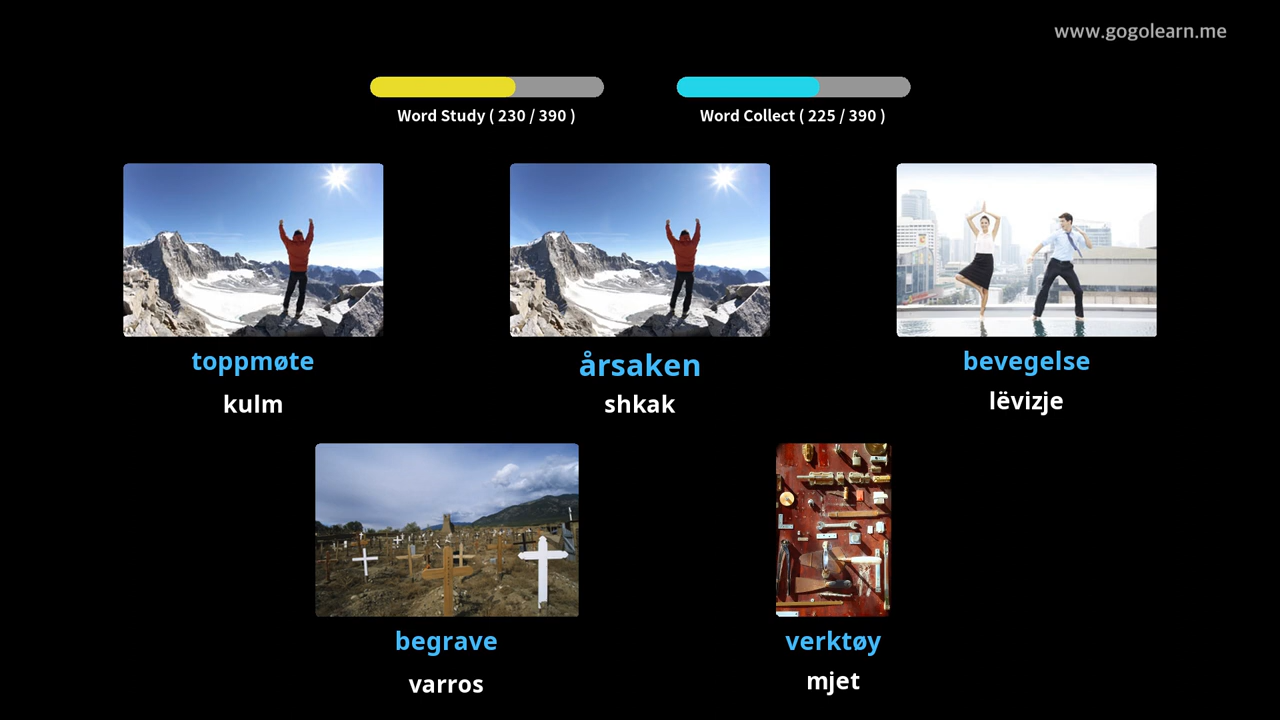 www.gogolearn.me
Word Study ( 230 / 390 )
Word Collect ( 225 / 390 )
toppmøte
kulm
årsaken
shkak
bevegelse
lëvizje
begrave
varros
verktøy
mjet